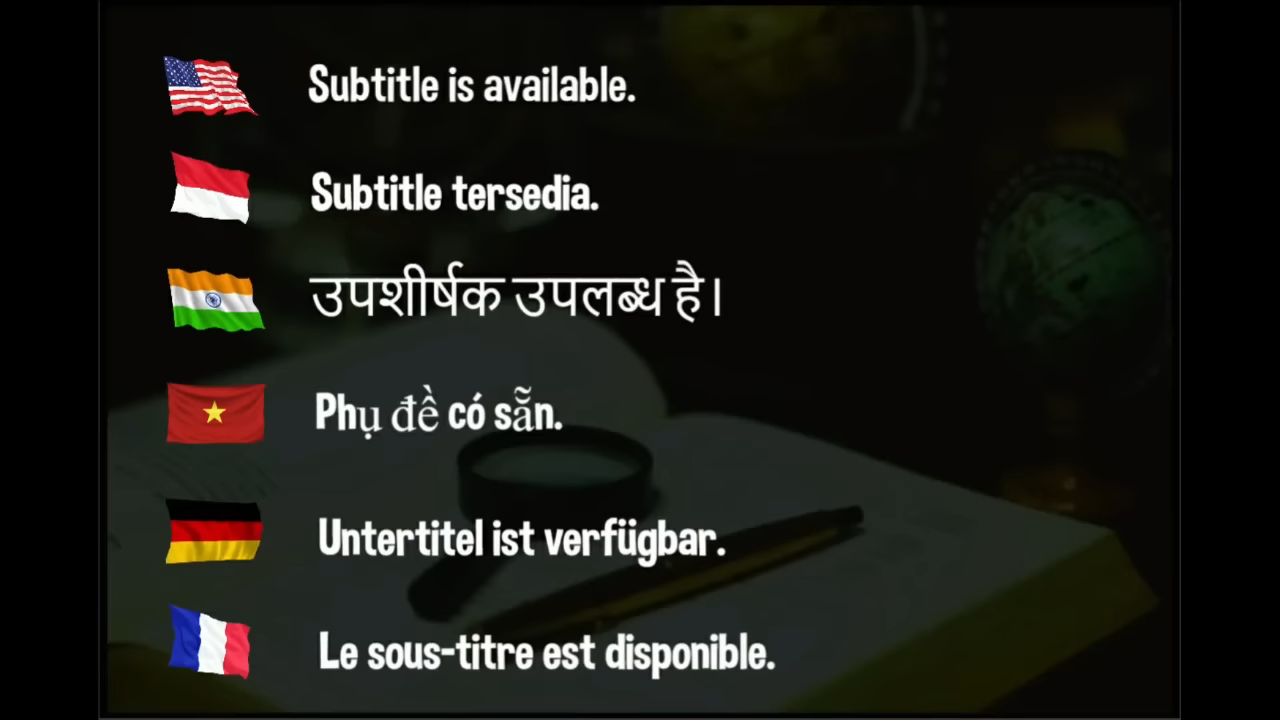 Subtitle is available.
Subtitle tersedia.
उपशीर्षक उपलब्ध है।
Phụ đề có sẵn.
Untertitel ist verfügbar.
Le sous-titre est disponible.